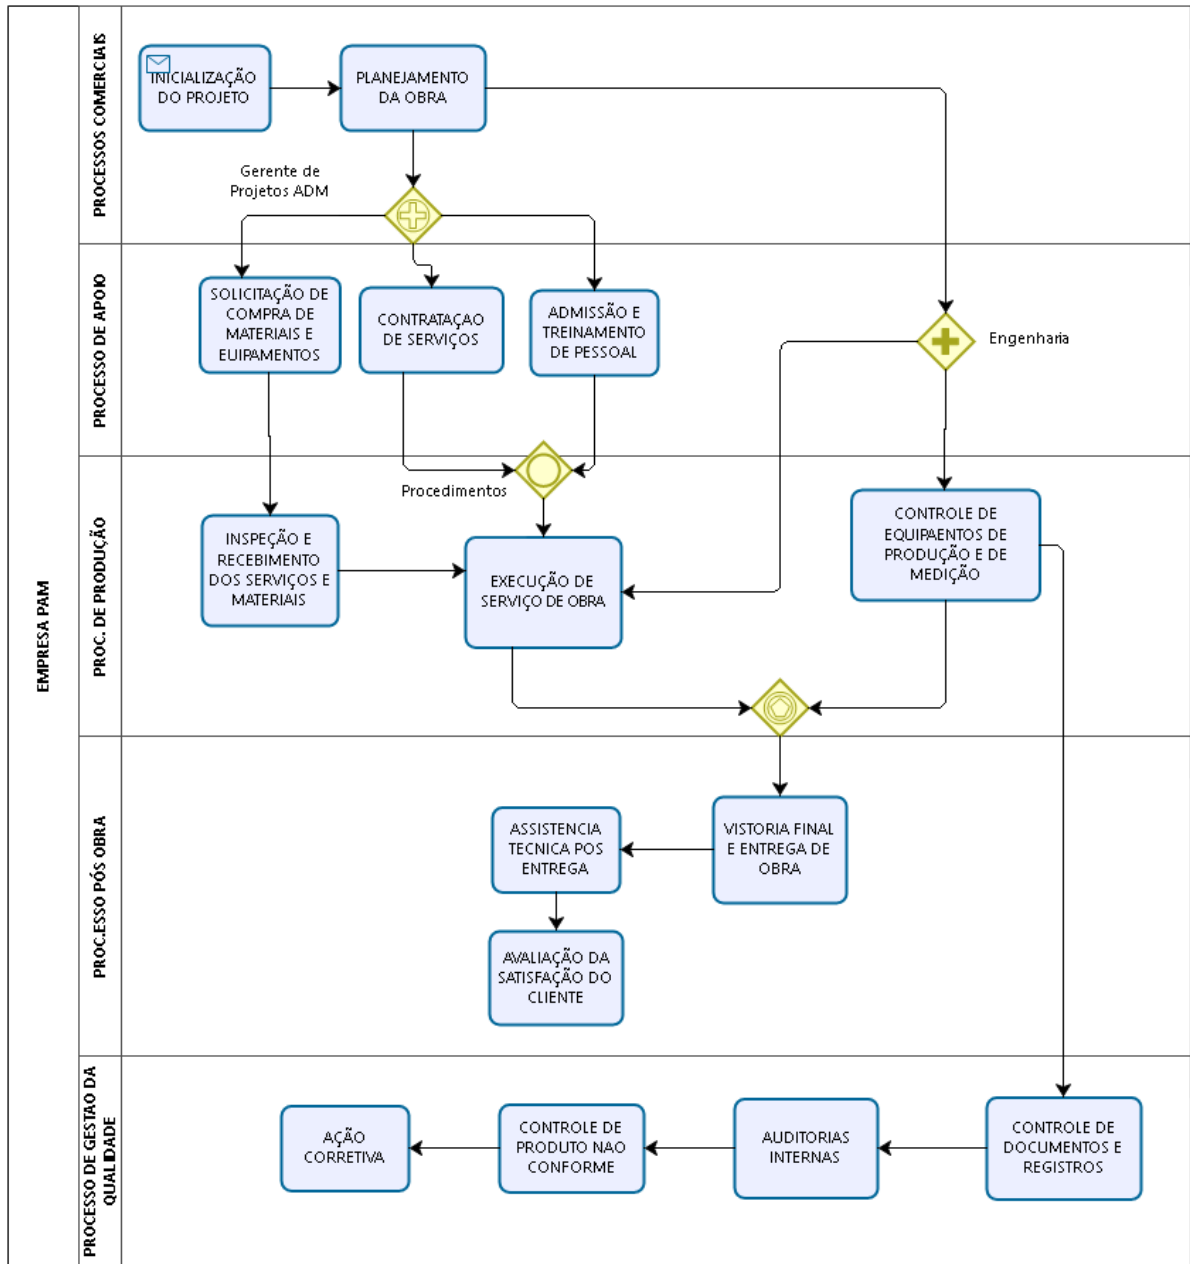 EMPRESA PAM
PROCESSOS COMERCIAIS
INICIALIZAÇÃO
DO PROJETO
PLANEJAMENTO
DA OBRA
Gerente de
Projetos ADM
PROCESSO DE APOIO
SOLICITAÇÃO DE
COMPRA DE
MATERIAIS E
EUIPAMENTOS
CONTRATAÇAO
DE SERVIÇOS
ADMISSÃO E
TREINAMENTO
DE PESSOAL
Engenharia
PROC. DE PRODUÇÃO
Procedimentos
INSPEÇÃO E
RECEBIMENTO
DOS SERVIÇOS E
MATERIAIS
EXECUÇÃO DE
SERVIÇO DE OBRA
CONTROLE DE
EQUIPAENTOS DE
PRODUÇÃO E DE
MEDIÇÃO
PROC.ESSO PÓS OBRA
ASSISTENCIA
TECNICA POS
ENTREGA
VISTORIA FINAL
E ENTREGA DE
OBRA
AVALIAÇÃO DA
SATISFAÇÃO DO
CLIENTE
PROCESSO DE GESTAO DA
QUALIDADE
AÇÃO
CORRETIVA
CONTROLE DE
PRODUTO NAO
CONFORME
AUDITORIAS
INTERNAS
CONTROLE DE
DOCUMENTOS E
REGISTROS